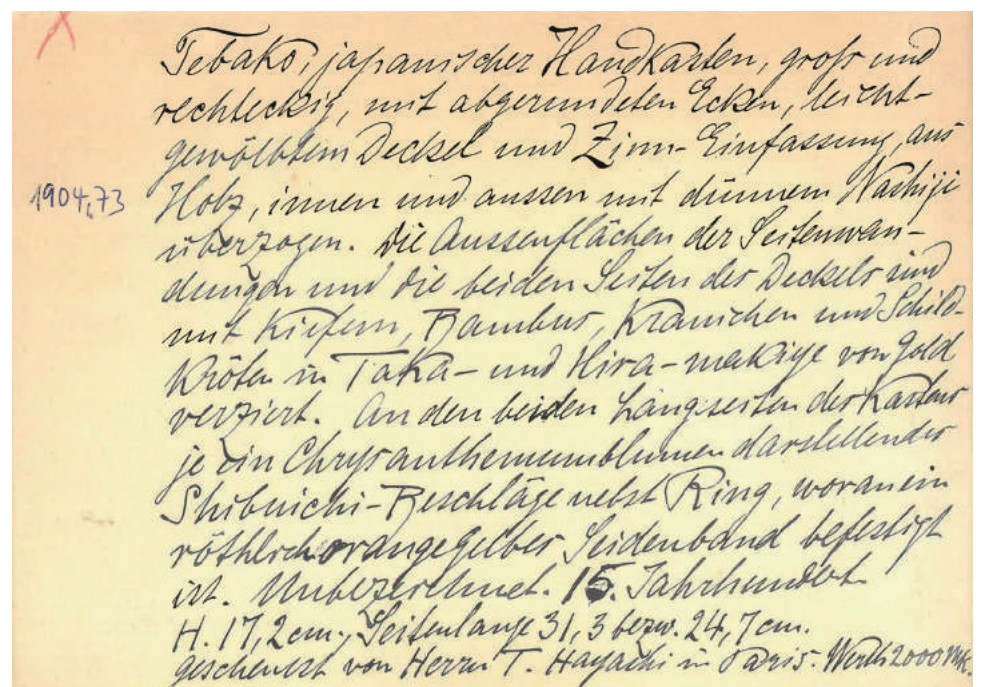 Tebako, japanischer Handkasten, gross und
rechteckig, mit abgerundeten Ecken, leicht-
gewölbtem Deckel und Zinn-Einfassung, aus
1904,73 Holz, innen und aussen mit dünnem Nashiji
überzogen. Die Aussenflächen der Seitenwan-
dungen und die beiden Seiten des Deckels sind
mit Kiefern, Bambus, Kranichen und Schild-
kröten in Taka- und Hira-makiye von Gold
verziert. An den beiden Langseiten des Kastens
je ein Chrysanthemumblumen darstellendes
Shibuichi-Beschläge nebst Ring, woran ein
röthlichorangegelbes Seidenband befestigt
ist. Unbezeichnet. 15. Jahrhundert.
H. 17,2 cm., Seitenlange 31,3 bezw. 24,7 cm.
geschenkt von Herrn T. Hayashi in Paris. Werth 2000 Mk.